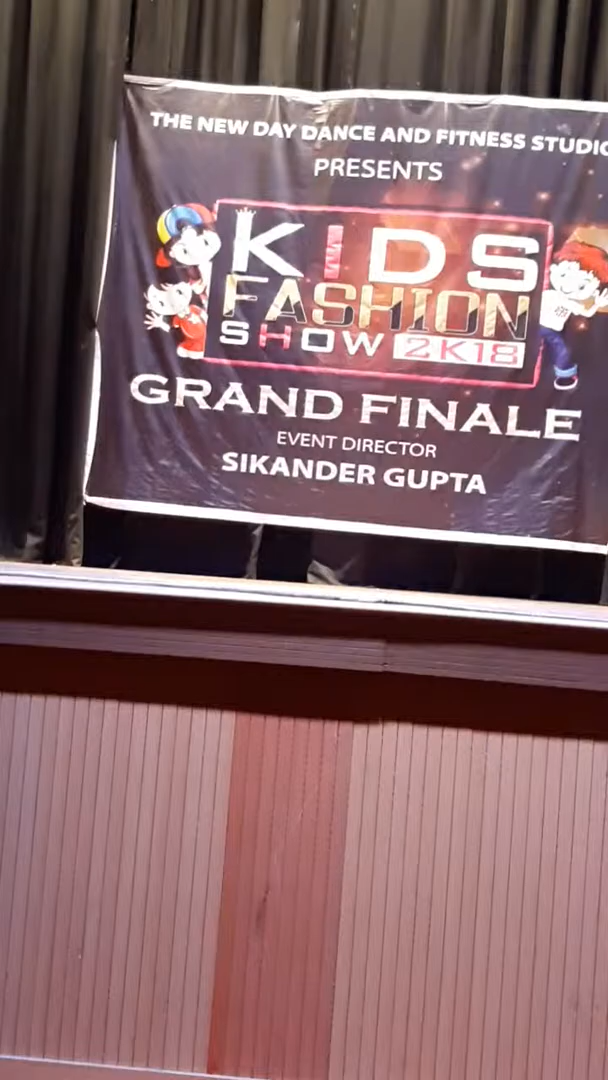 THE NEW DAY DANCE AND FITNESS STUDIO
PRESENTS
KIDS
FASHION
SHOW 2K18
GRAND FINALE
EVENT DIRECTOR
SIKANDER GUPTA